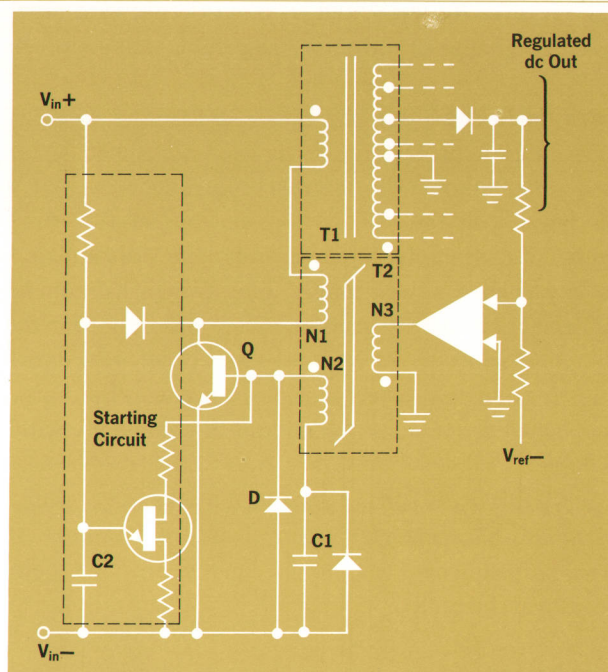 Regulated
dc Out
Vin+
T1
T2
N3
N1
Q
N2
Starting
Circuit
Vref—
D
C1
C2
Vin—